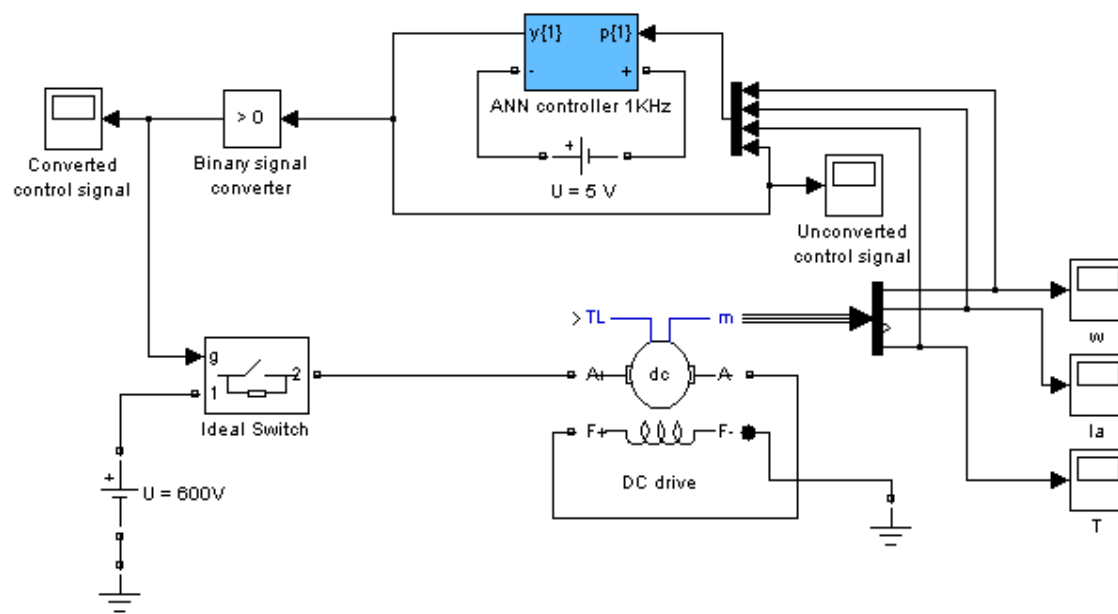 y{1}
p{1}
-
+
ANN controller 1KHz
+
U = 5 V
> 0
Converted
control signal
Binary signal
converter
Unconverted
control signal
TL
m
w
g
2
1
Ideal Switch
A+
dc
A-
F+
F-
DC drive
Ia
+
U = 600V
T